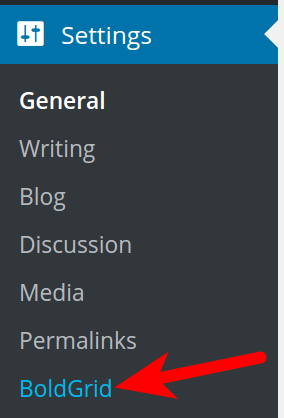 Settings
General
Writing
Blog
Discussion
Media
Permalinks
BoldGrid